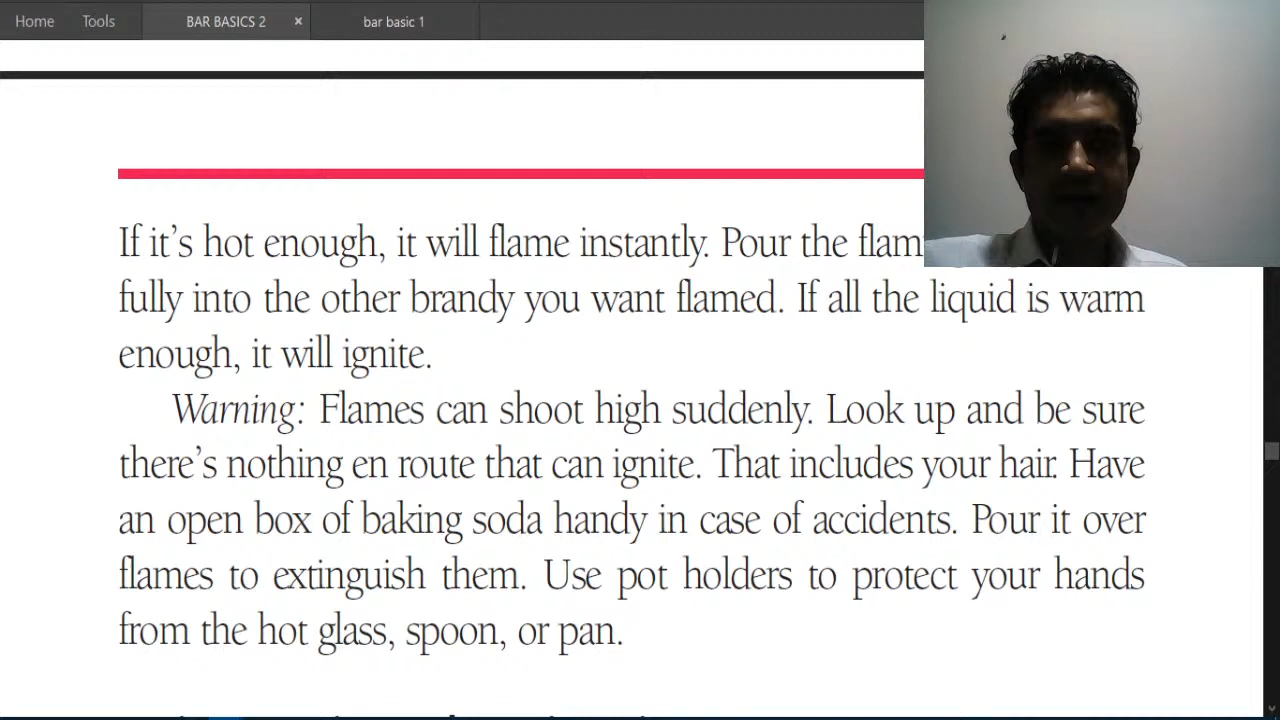 Home Tools BAR BASICS 2 × bar basic 1
If it's hot enough, it will flame instantly. Pour the
fully into the other brandy you want flamed. If all the liquid is warm
enough, it will ignite.
Warning: Flames can shoot high suddenly. Look up and be sure
there's nothing en route that can ignite. That includes your hair. Have
an open box of baking soda handy in case of accidents. Pour it over
flames to extinguish them. Use pot holders to protect your hands
from the hot glass, spoon, or pan.